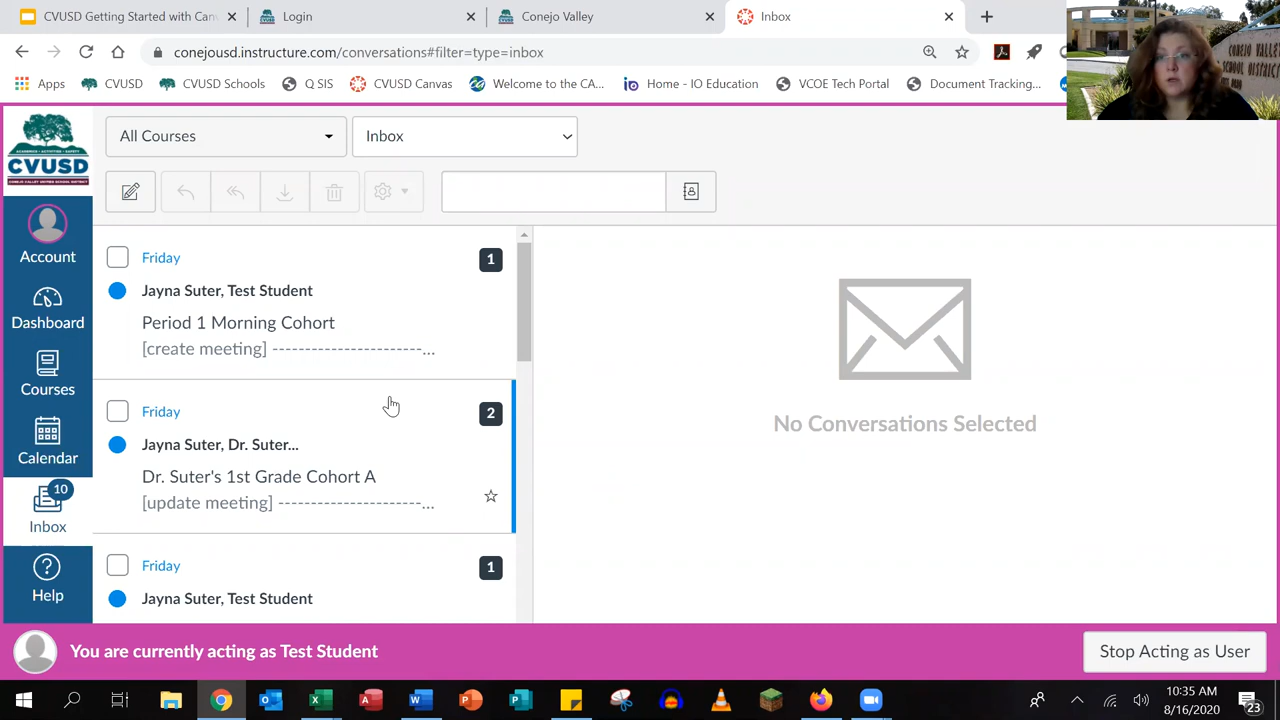 CVUSD Getting Started with Can
Login
Conejo Valley
Inbox
conejousd.instructure.com/conversations#filter=type=inbox
Apps
CVUSD
CVUSD Schools
Q SIS
CVUSD Canvas
Welcome to the CA...
Home - IO Education
VCOE Tech Portal
Document Tracking...
CONEJO VALLEY
SCHOOL DISTRICT
CVUSD
All Courses
Inbox
Account
Dashboard
Courses
Calendar
10
Inbox
Help
Friday
1
Jayna Suter, Test Student
Period 1 Morning Cohort
[create meeting] -----------------------...
Friday
2
Jayna Suter, Dr. Suter...
Dr. Suter's 1st Grade Cohort A
[update meeting] ----------------------...
Friday
1
Jayna Suter, Test Student
No Conversations Selected
You are currently acting as Test Student
Stop Acting as User
10:35 AM
8/16/2020
23